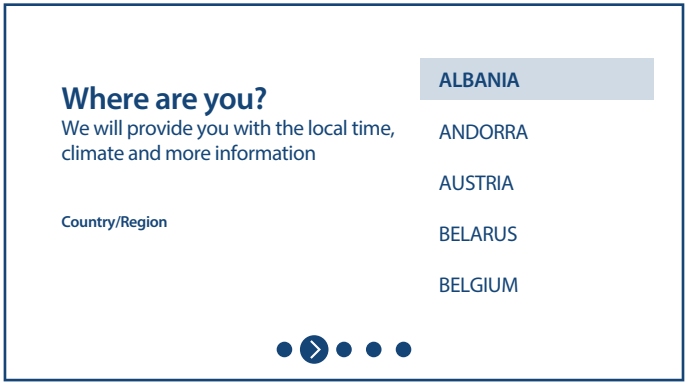 Where are you?
We will provide you with the local time,
climate and more information
Country/Region
ALBANIA
ANDORRA
AUSTRIA
BELARUS
BELGIUM